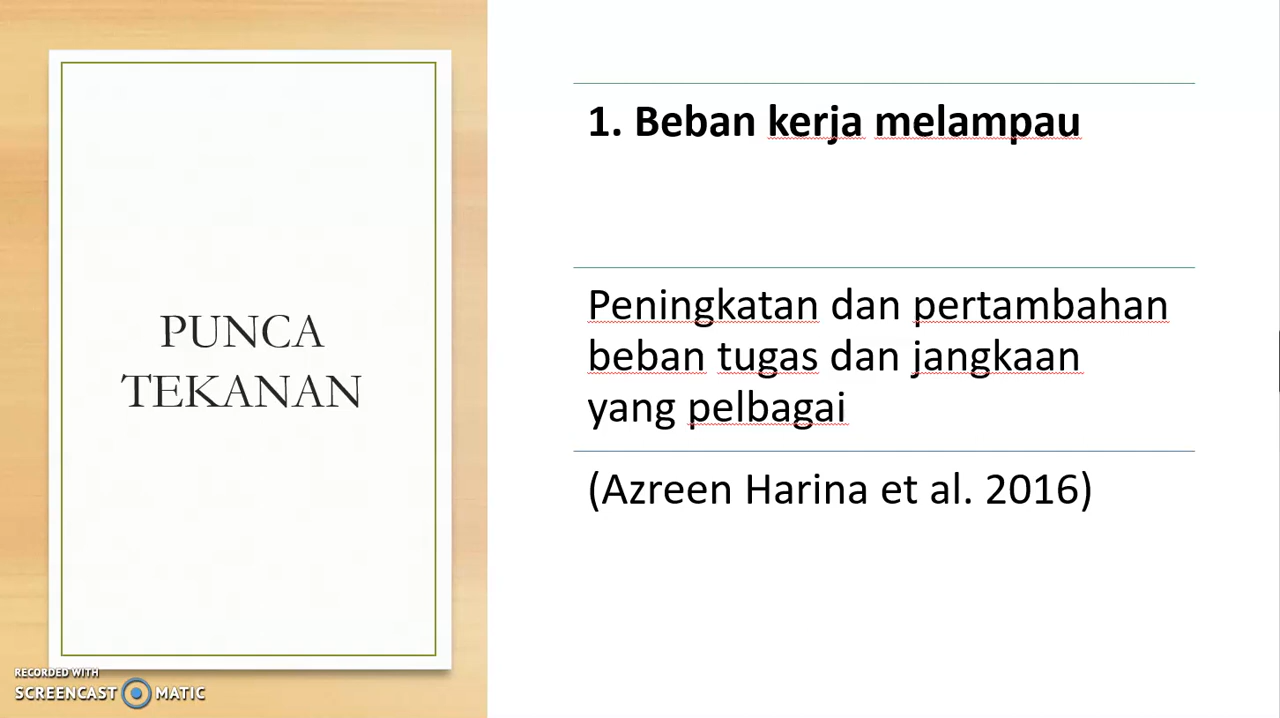 PUNCA
TEKANAN
1. Beban kerja melampau
Peningkatan dan pertambahan
beban tugas dan jangkaan
yang pelbagai
(Azreen Harina et al. 2016)
RECORDED WITH
SCREENCAST MATIC